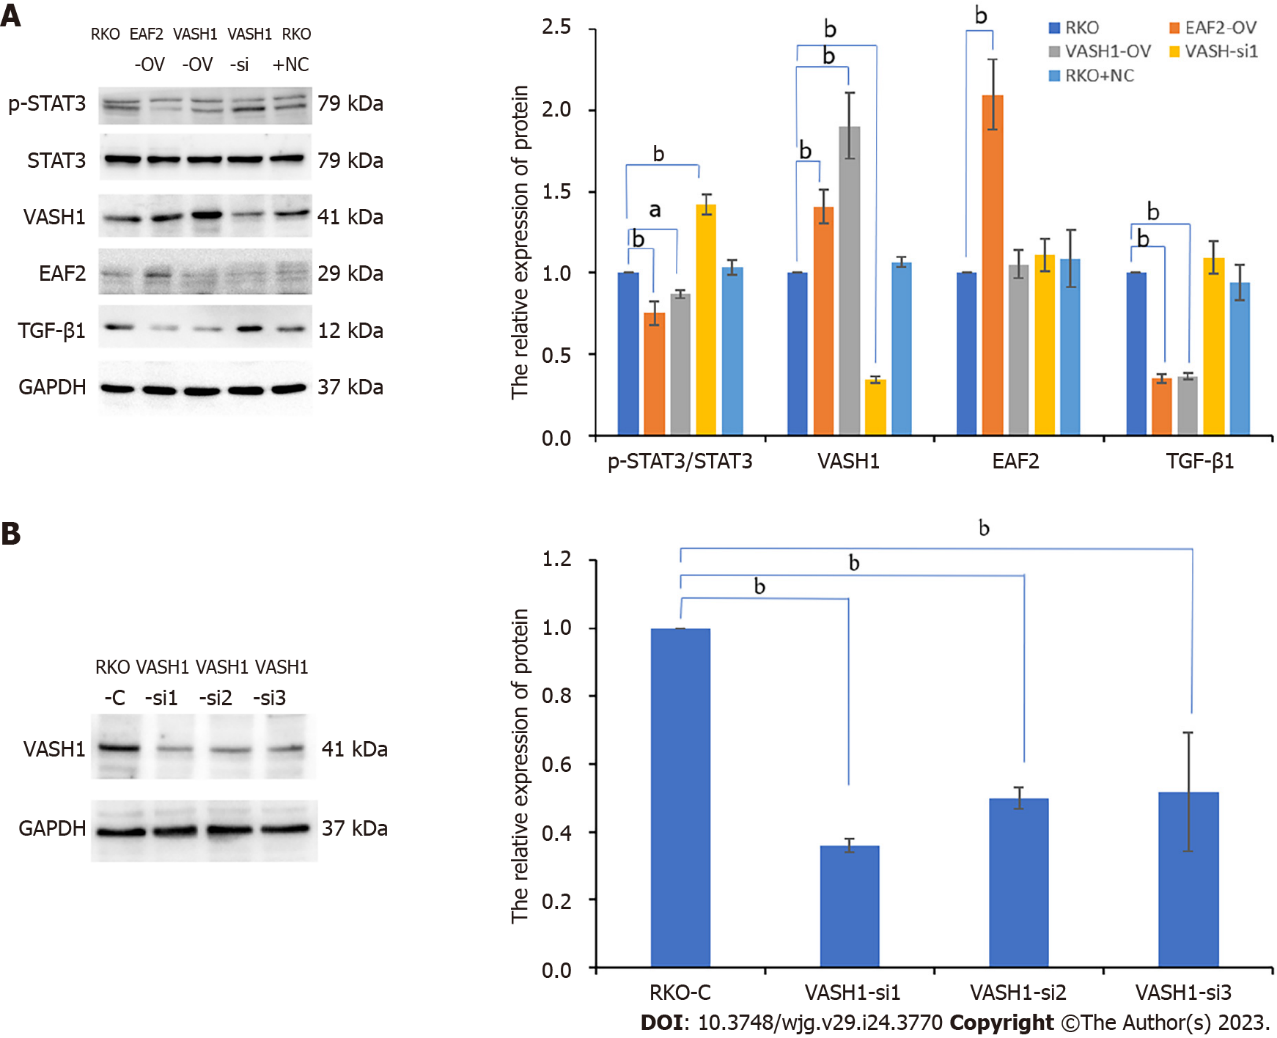 A
RKO EAF2 VASH1 VASH1 RKO
-OV -OV -si +NC
p-STAT3 79 kDa
STAT3 79 kDa
VASH1 41 kDa
EAF2 29 kDa
TGF-β1 12 kDa
GAPDH 37 kDa
The relative expression of protein
2.5
2.0
1.5
1.0
0.5
0.0
RKO EAF2-OV
VASH1-OV VASH-si1
RKO+NC
b
a
b
b
b
b
b
b
b
p-STAT3/STAT3 VASH1 EAF2 TGF-β1
B
RKO VASH1 VASH1 VASH1
-C -si1 -si2 -si3
VASH1 41 kDa
GAPDH 37 kDa
The relative expression of protein
1.2
1.0
0.8
0.6
0.4
0.2
0.0
b
b
b
RKO-C VASH1-si1 VASH1-si2 VASH1-si3
DOI: 10.3748/wjg.v29.i24.3770 Copyright ©The Author(s) 2023.